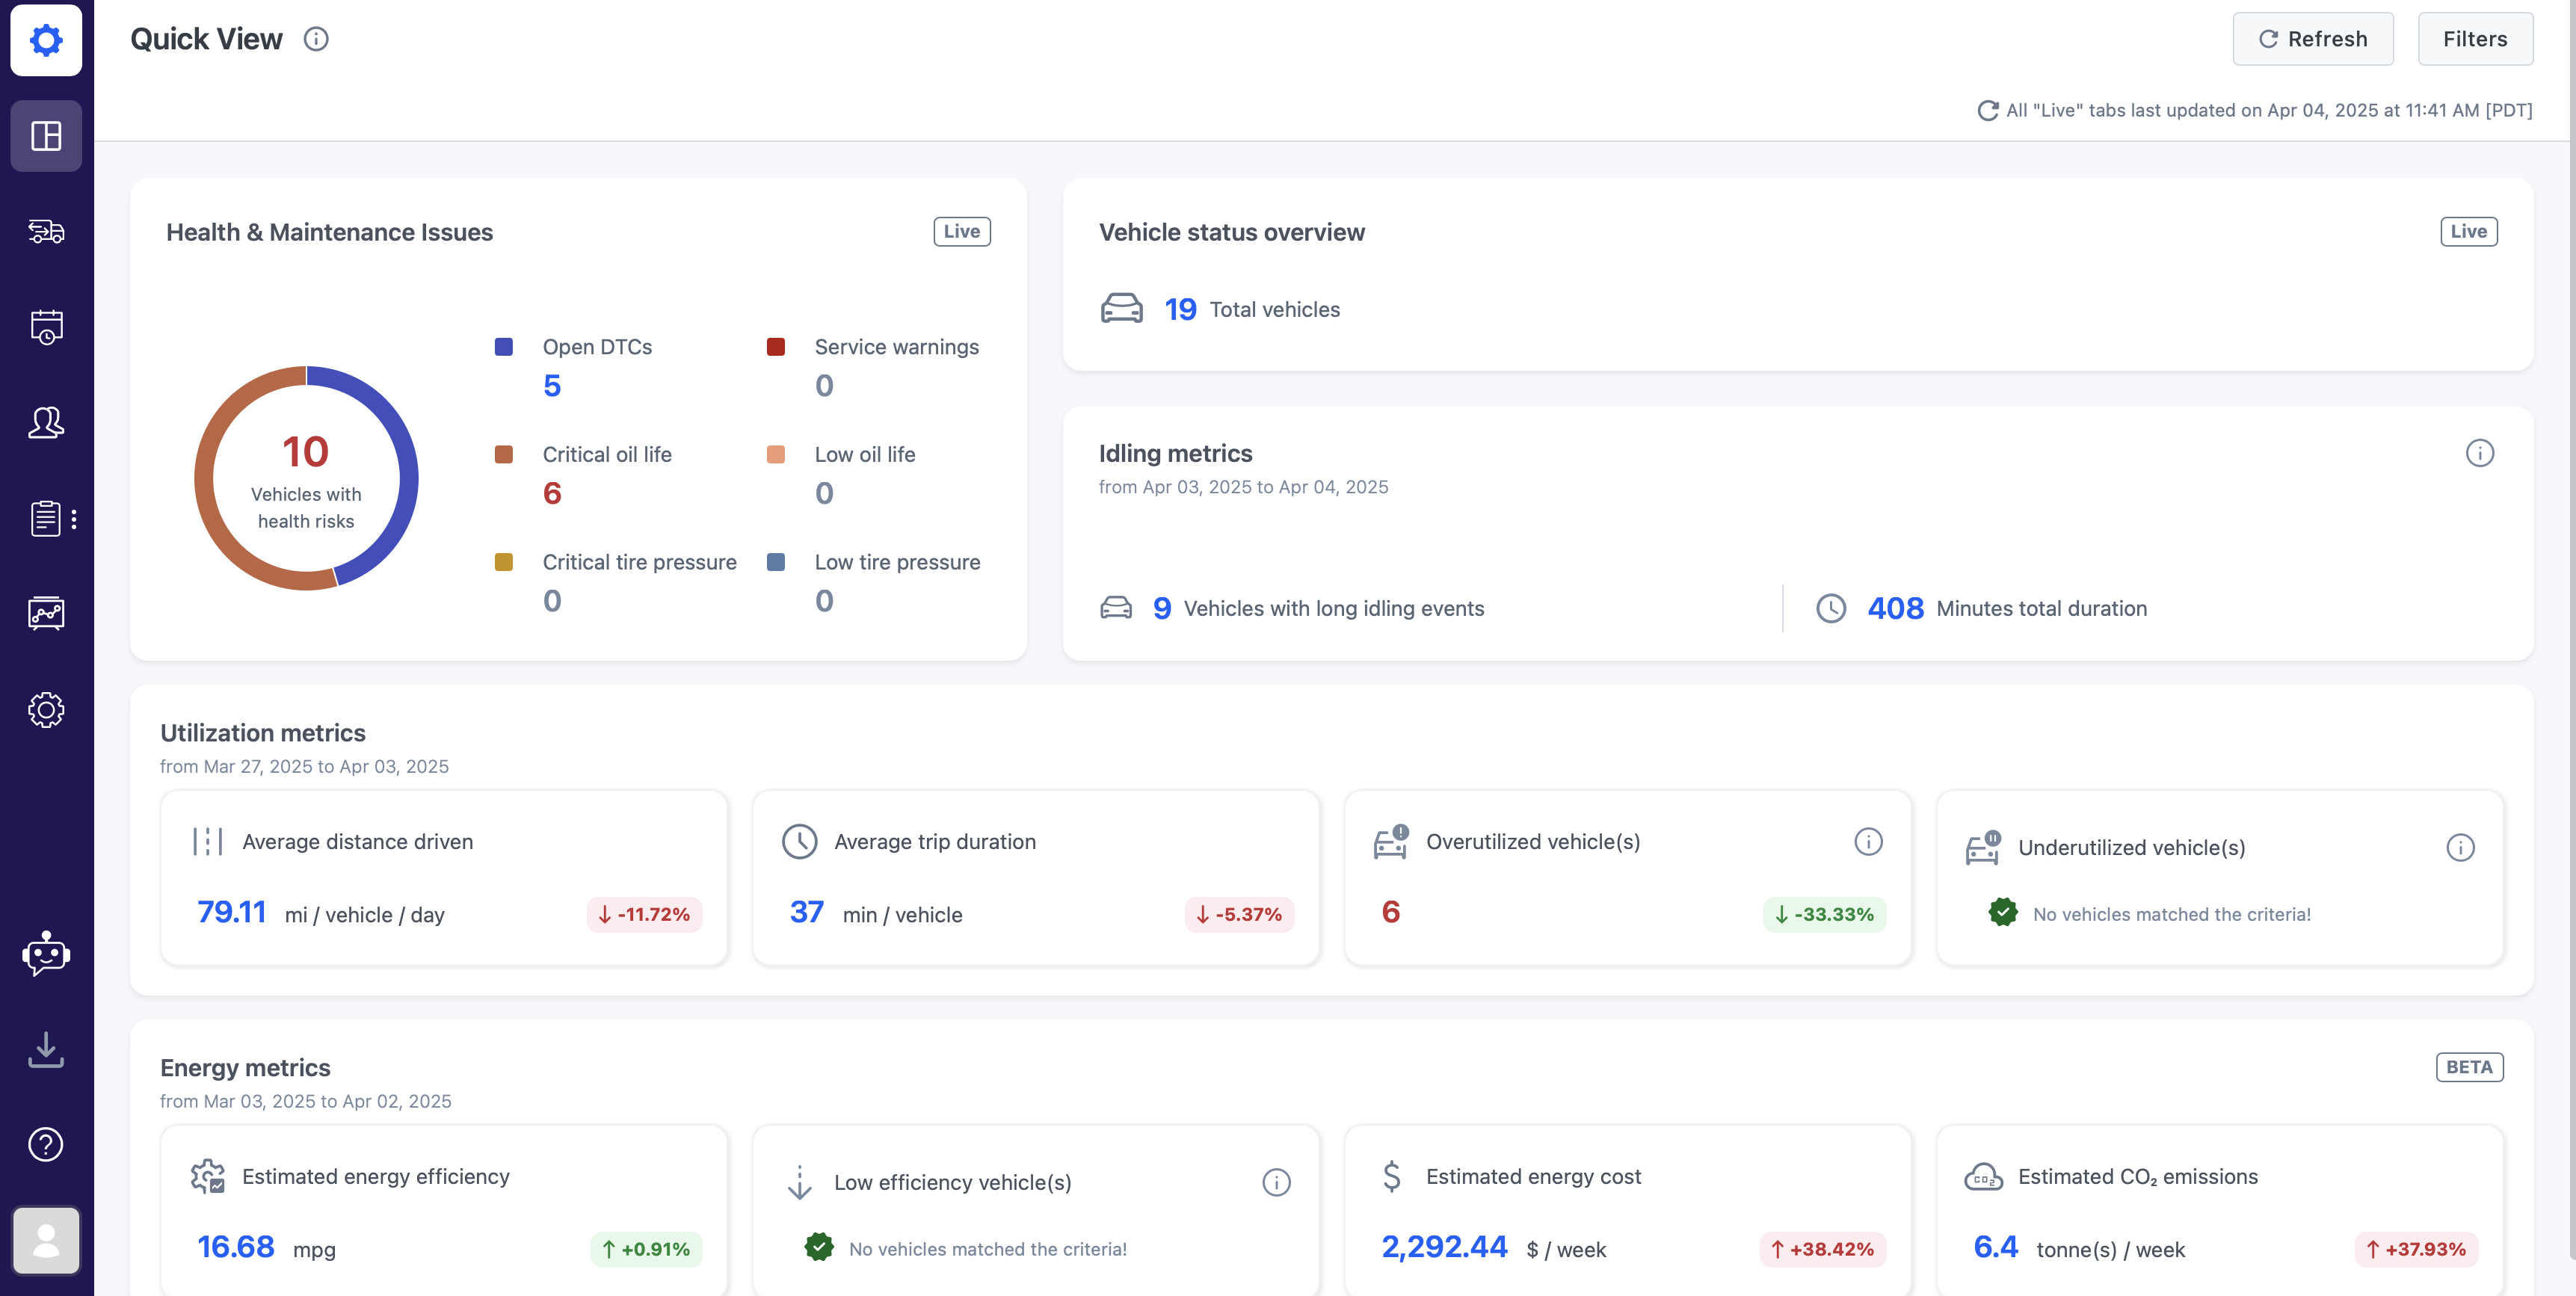 Quick View
Refresh
Filters
All "Live" tabs last updated on Apr 04, 2025 at 11:41 AM [PDT]
Health & Maintenance Issues
Live
10
Vehicles with
health risks
Open DTCs
5
Service warnings
0
Critical oil life
6
Low oil life
0
Critical tire pressure
0
Low tire pressure
0
Vehicle status overview
Live
19 Total vehicles
Idling metrics
from Apr 03, 2025 to Apr 04, 2025
9 Vehicles with long idling events
408 Minutes total duration
Utilization metrics
from Mar 27, 2025 to Apr 03, 2025
Average distance driven
79.11 mi / vehicle / day
↓ -11.72%
Average trip duration
37 min / vehicle
↓ -5.37%
Overutilized vehicle(s)
6
↓ -33.33%
Underutilized vehicle(s)
No vehicles matched the criteria!
Energy metrics
BETA
from Mar 03, 2025 to Apr 02, 2025
Estimated energy efficiency
16.68 mpg
↑ +0.91%
Low efficiency vehicle(s)
No vehicles matched the criteria!
Estimated energy cost
2,292.44 $ / week
↑ +38.42%
CO₂
Estimated CO₂ emissions
6.4 tonne(s) / week
↑ +37.93%